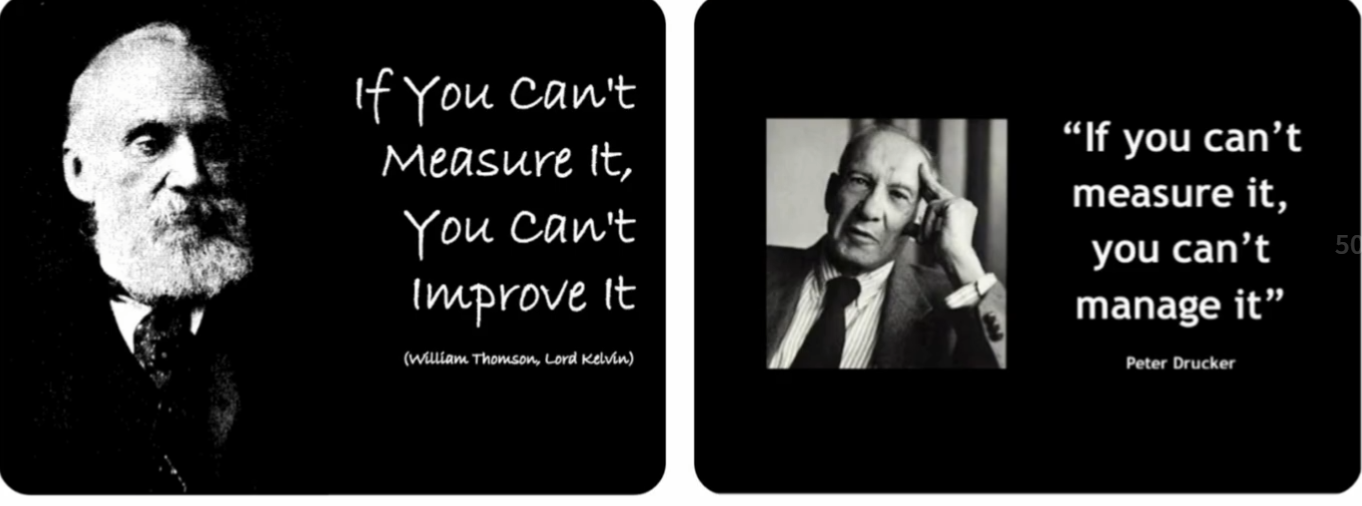 If You Can't
Measure It,
You Can't
Improve It
(William Thomson, Lord Kelvin)
“If you can’t
measure it,
you can’t
manage it”
Peter Drucker
50